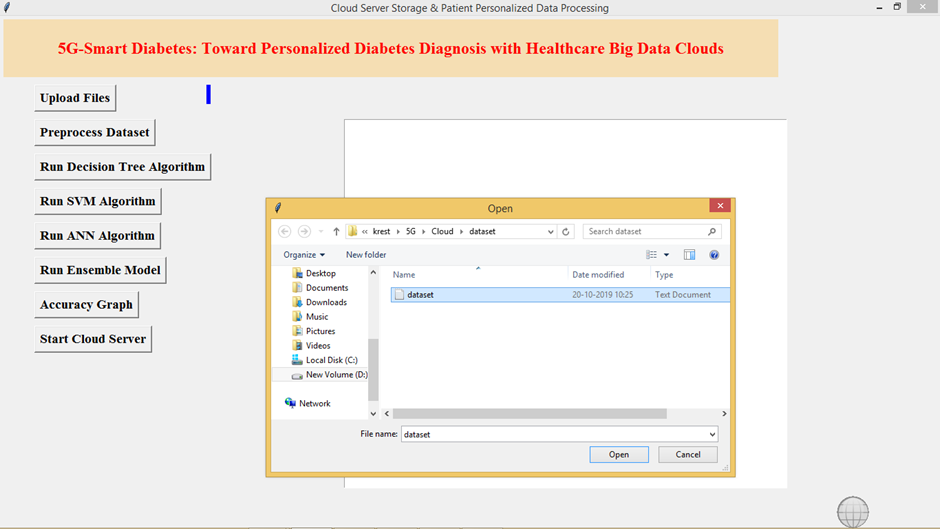 Cloud Server Storage & Patient Personalized Data Processing
5G-Smart Diabetes: Toward Personalized Diabetes Diagnosis with Healthcare Big Data Clouds
Upload Files
Preprocess Dataset
Run Decision Tree Algorithm
Run SVM Algorithm
Run ANN Algorithm
Run Ensemble Model
Accuracy Graph
Start Cloud Server
Open
« krest ▸ 5G ▸ Cloud ▸ dataset
Search dataset
Organize
New folder
Desktop
Documents
Downloads
Music
Pictures
Videos
Local Disk (C:)
New Volume (D:)
Network
Name Date modified Type
dataset 20-10-2019 10:25 Text Document
File name: dataset
Open Cancel